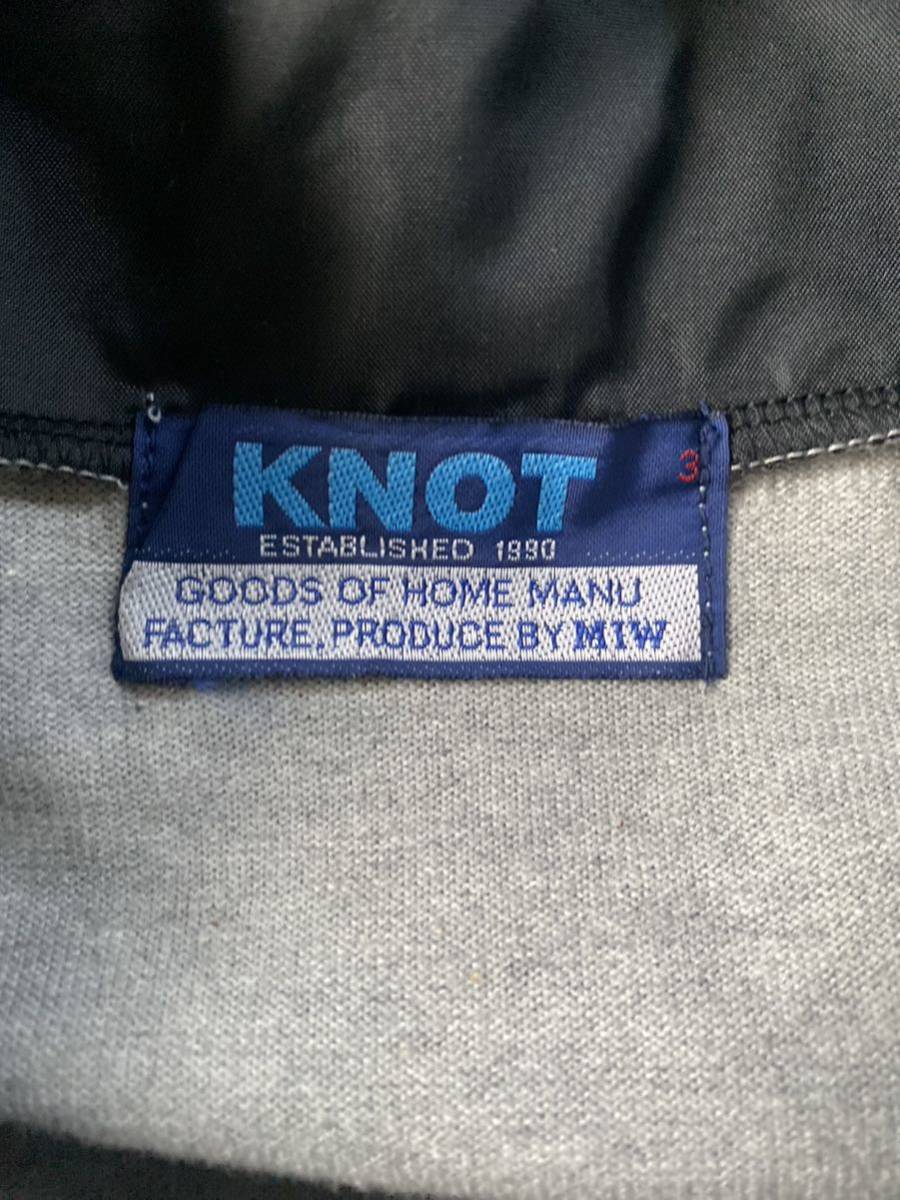 KNOT 3
ESTABLISHED 1990
GOODS OF HOME MANU
FACTURE, PRODUCE BY MIW